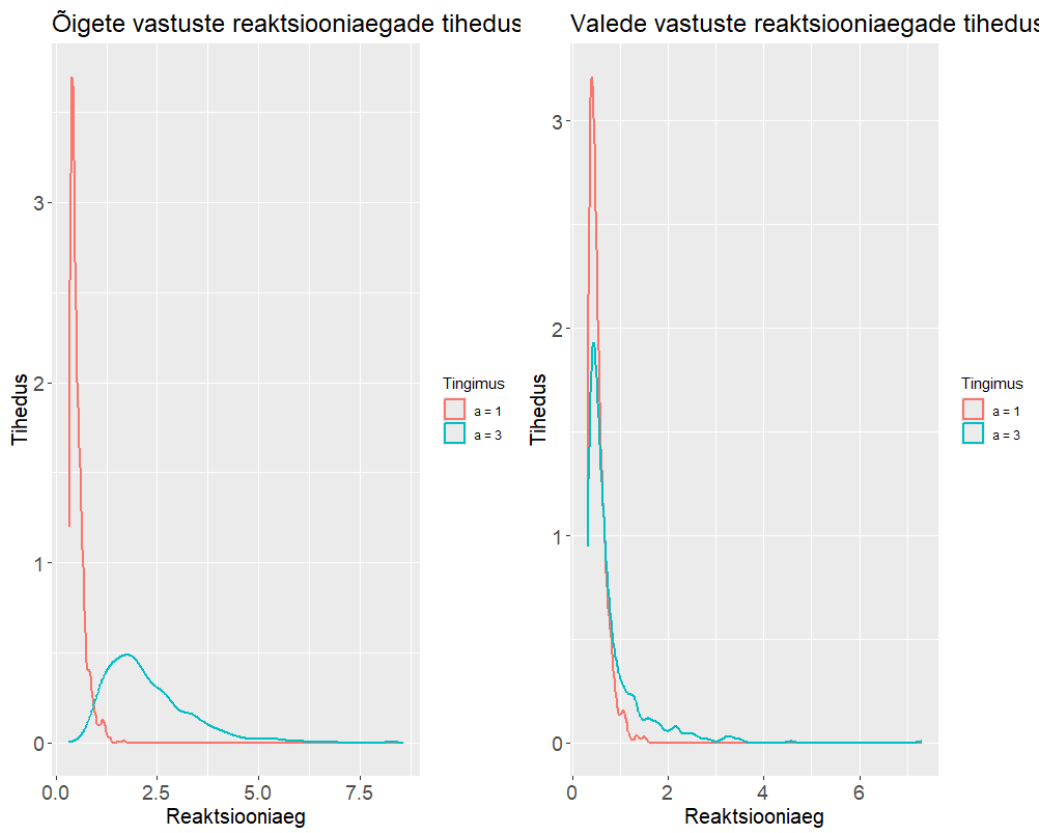 Õigete vastuste reaktsiooniaegade tihedus
3
2
1
0
0.0
2.5
5.0
7.5
Tihedus
Reaktsiooniaeg
Tingimus
a = 1
a = 3
Valede vastuste reaktsiooniaegade tihedus
3
2
1
0
0
2
4
6
Tihedus
Reaktsiooniaeg
Tingimus
a = 1
a = 3